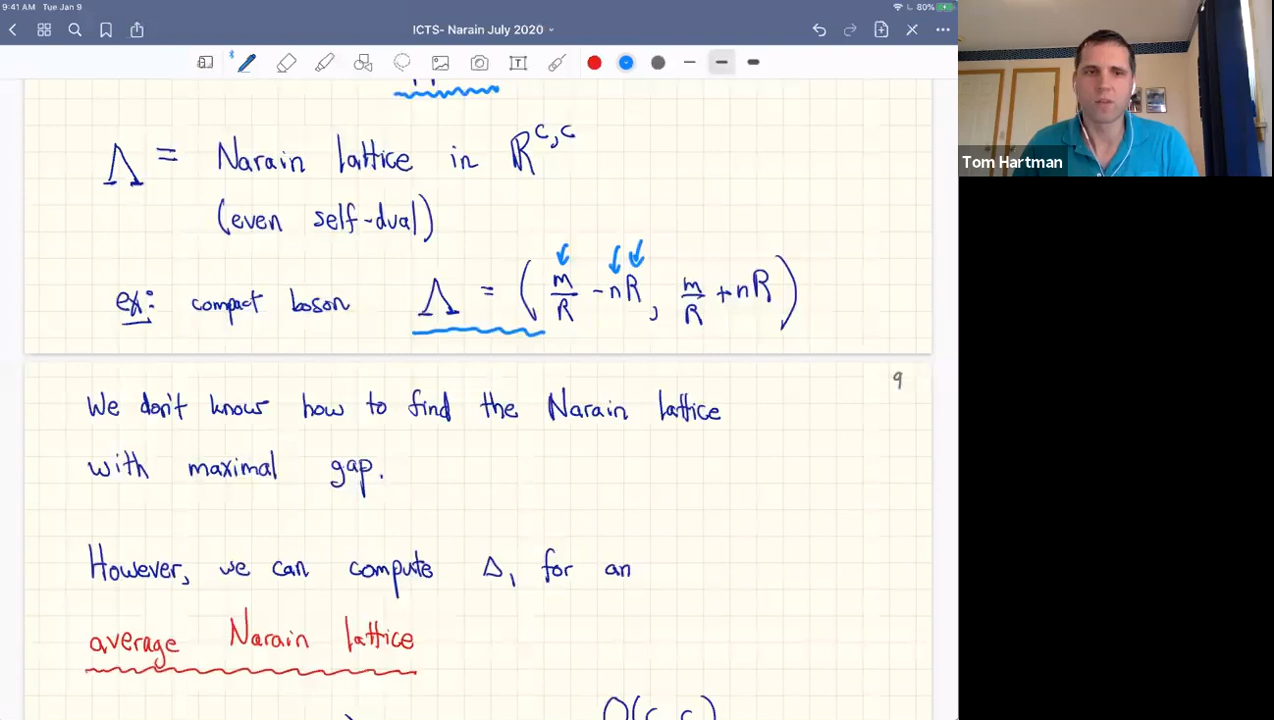 9:41 AM Tue Jan 9
80%
ICTS- Narain July 2020
Tom Hartman
Λ = Narain lattice in ℝ^{c,c}
(even self-dual)
ex: compact boson Λ = (m/R - nR, m/R + nR)
9
We don't know how to find the Narain lattice
with maximal gap.
However, we can compute Δ₁ for an
average Narain lattice
O(c,c)